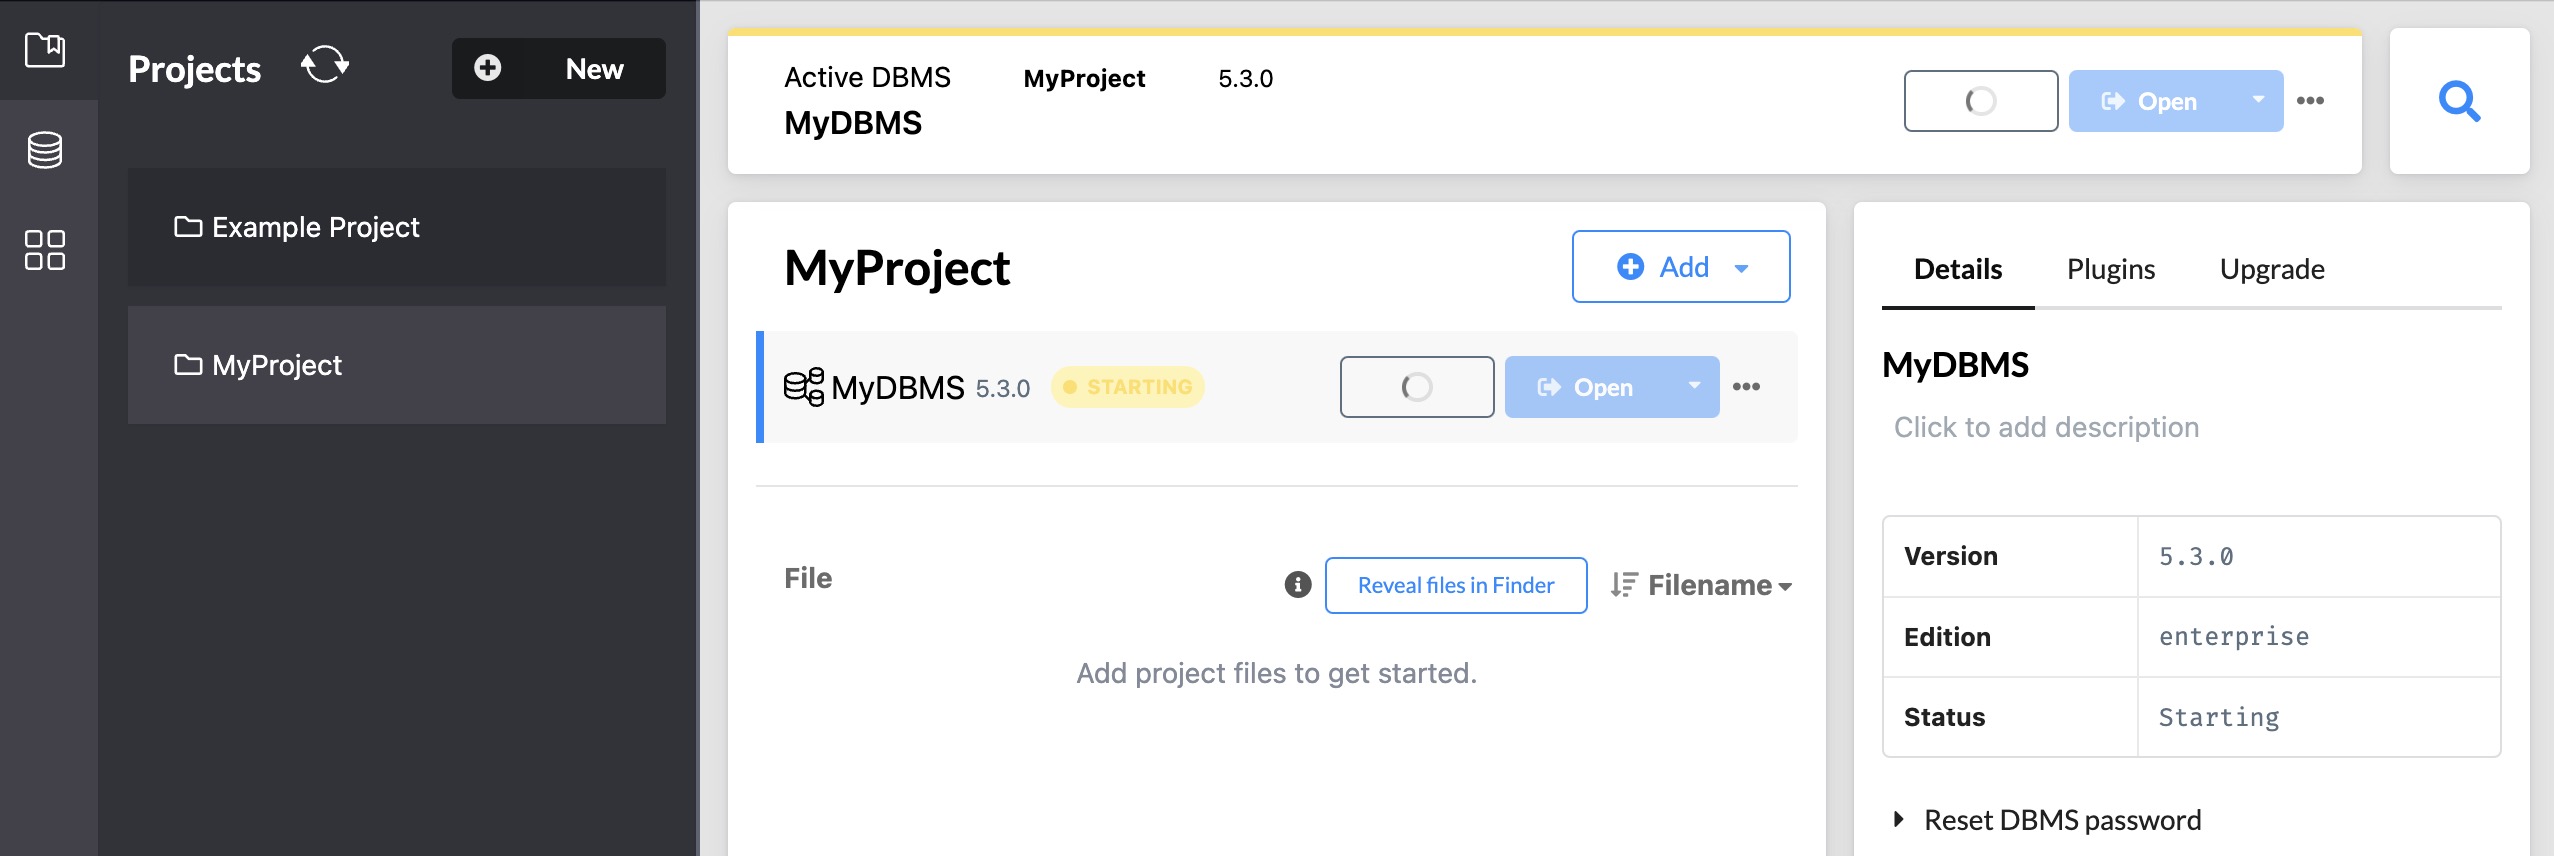 Projects
New
Example Project
MyProject
Active DBMS MyProject 5.3.0
MyDBMS
Open
MyProject
Add
MyDBMS 5.3.0 STARTING
Open
File
Reveal files in Finder
Filename
Add project files to get started.
Details Plugins Upgrade
MyDBMS
Click to add description
Version 5.3.0
Edition enterprise
Status Starting
Reset DBMS password